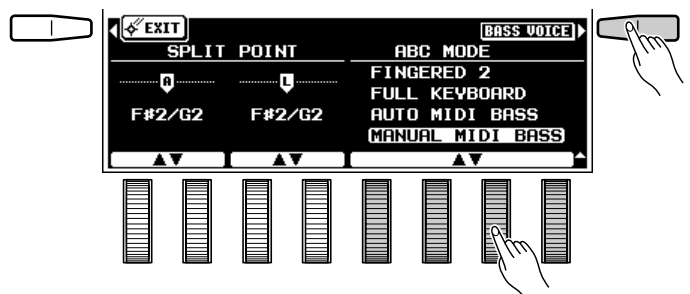 EXIT
BASS VOICE
SPLIT POINT
ABC MODE
A
L
F#2/G2
F#2/G2
FINGERED 2
FULL KEYBOARD
AUTO MIDI BASS
MANUAL MIDI BASS